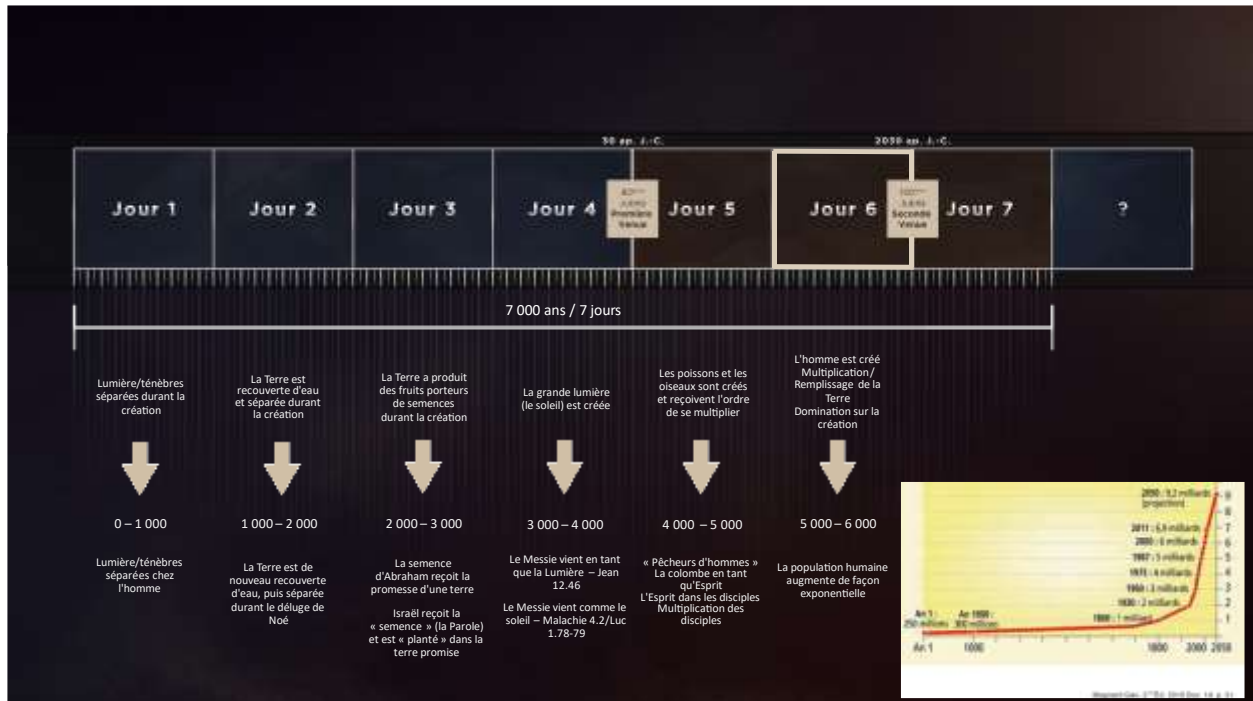 30 ap. J.-C.
2030 ap. J.-C.
Jour 1
Jour 2
Jour 3
Jour 4
Première
Venue
Jour 5
Jour 6
Seconde
Venue
Jour 7
?
7 000 ans / 7 jours
Lumière/ténèbres
séparées durant la
création
0 – 1 000
Lumière/ténèbres
séparées chez
l'homme
La Terre est
recouverte d'eau
et séparée durant
la création
1 000 – 2 000
La Terre est de
nouveau recouverte
d'eau, puis séparée
durant le déluge de
Noé
La Terre a produit
des fruits porteurs
de semences
durant la création
2 000 – 3 000
La semence
d'Abraham reçoit la
promesse d'une terre
Israël reçoit la
« semence » (la Parole)
et est « planté » dans la
terre promise
La grande lumière
(le soleil) est créée
3 000 – 4 000
Le Messie vient en tant
que la Lumière – Jean
12.46
Le Messie vient comme le
soleil – Malachie 4.2/Luc
1.78-79
Les poissons et les
oiseaux sont créés
et reçoivent l'ordre
de se multiplier
4 000 – 5 000
« Pêcheurs d'hommes »
La colombe en tant
qu'Esprit
L'Esprit dans les disciples
Multiplication des
disciples
L'homme est créé
Multiplication/
Remplissage de la
Terre
Domination sur la
création
5 000 – 6 000
La population humaine
augmente de façon
exponentielle
2050 : 9,2 milliards
(projection)
2011 : 6,9 milliards
2000 : 6 milliards
1987 : 5 milliards
1975 : 4 milliards
1960 : 3 milliards
1930 : 2 milliards
1800 : 1 milliard
An 1 :
250 millions
An 1000 :
300 millions
9
8
7
6
5
4
3
2
1
An 1
1000
1800
2000
2050